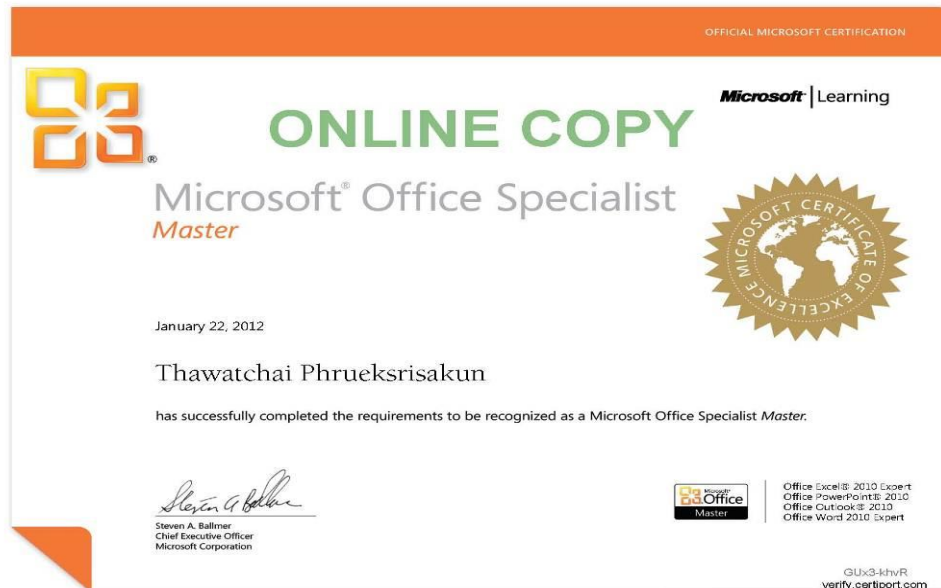 OFFICIAL MICROSOFT CERTIFICATION
Microsoft | Learning
ONLINE COPY
Microsoft® Office Specialist
Master
MICROSOFT CERTIFICATE OF EXCELLENCE
January 22, 2012
Thawatchai Phrueksrisakun
has successfully completed the requirements to be recognized as a Microsoft Office Specialist Master.
Steven A Ballmer
Steven A. Ballmer
Chief Executive Officer
Microsoft Corporation
Microsoft®
Office
Master
Office Excel® 2010 Expert
Office PowerPoint® 2010
Office Outlook® 2010
Office Word 2010 Expert
GUx3-khvR
verify.certiport.com